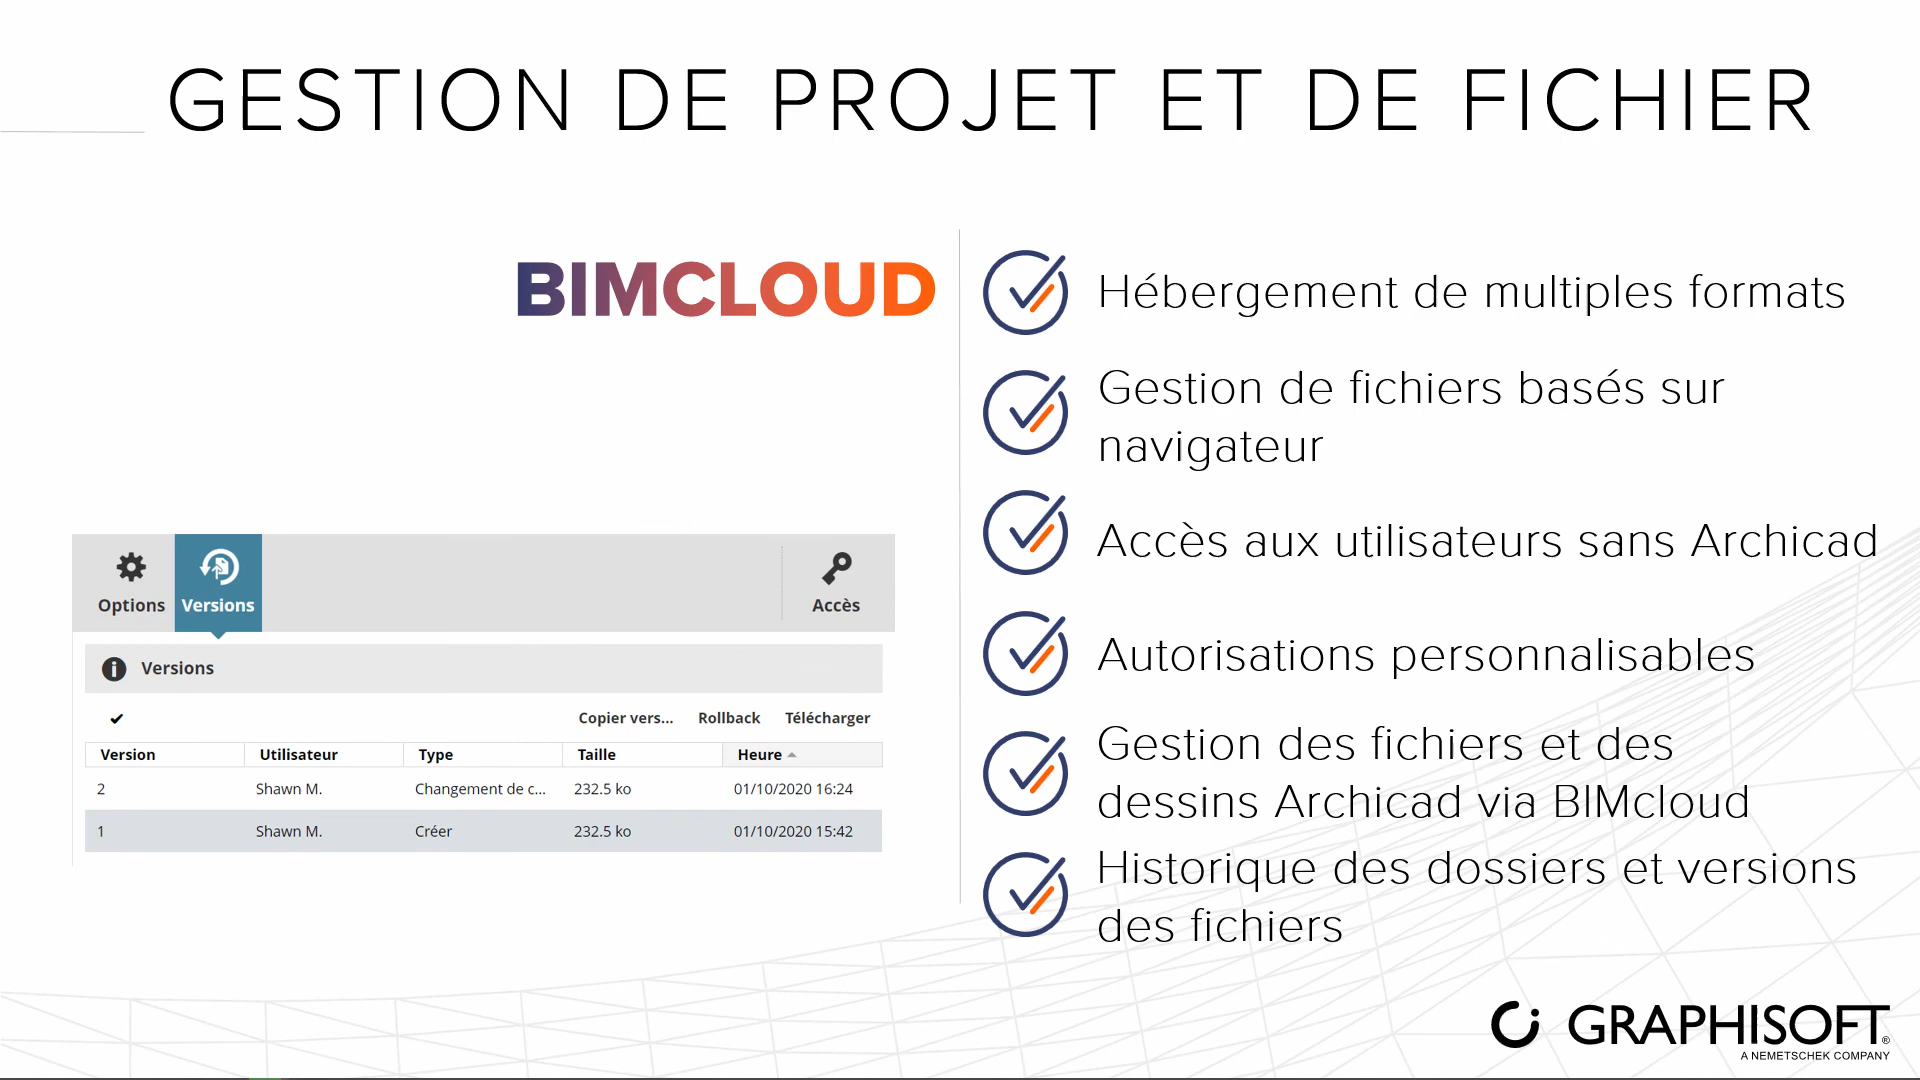 GESTION DE PROJET ET DE FICHIER
BIMCLOUD
Options
Versions
Accès
Versions
Copier vers... Rollback Télécharger
Version Utilisateur Type Taille Heure
2 Shawn M. Changement de c... 232.5 ko 01/10/2020 16:24
1 Shawn M. Créer 232.5 ko 01/10/2020 15:42
Hébergement de multiples formats
Gestion de fichiers basés sur
navigateur
Accès aux utilisateurs sans Archicad
Autorisations personnalisables
Gestion des fichiers et des
dessins Archicad via BIMcloud
Historique des dossiers et versions
des fichiers
GRAPHISOFT®
A NEMETSCHEK COMPANY